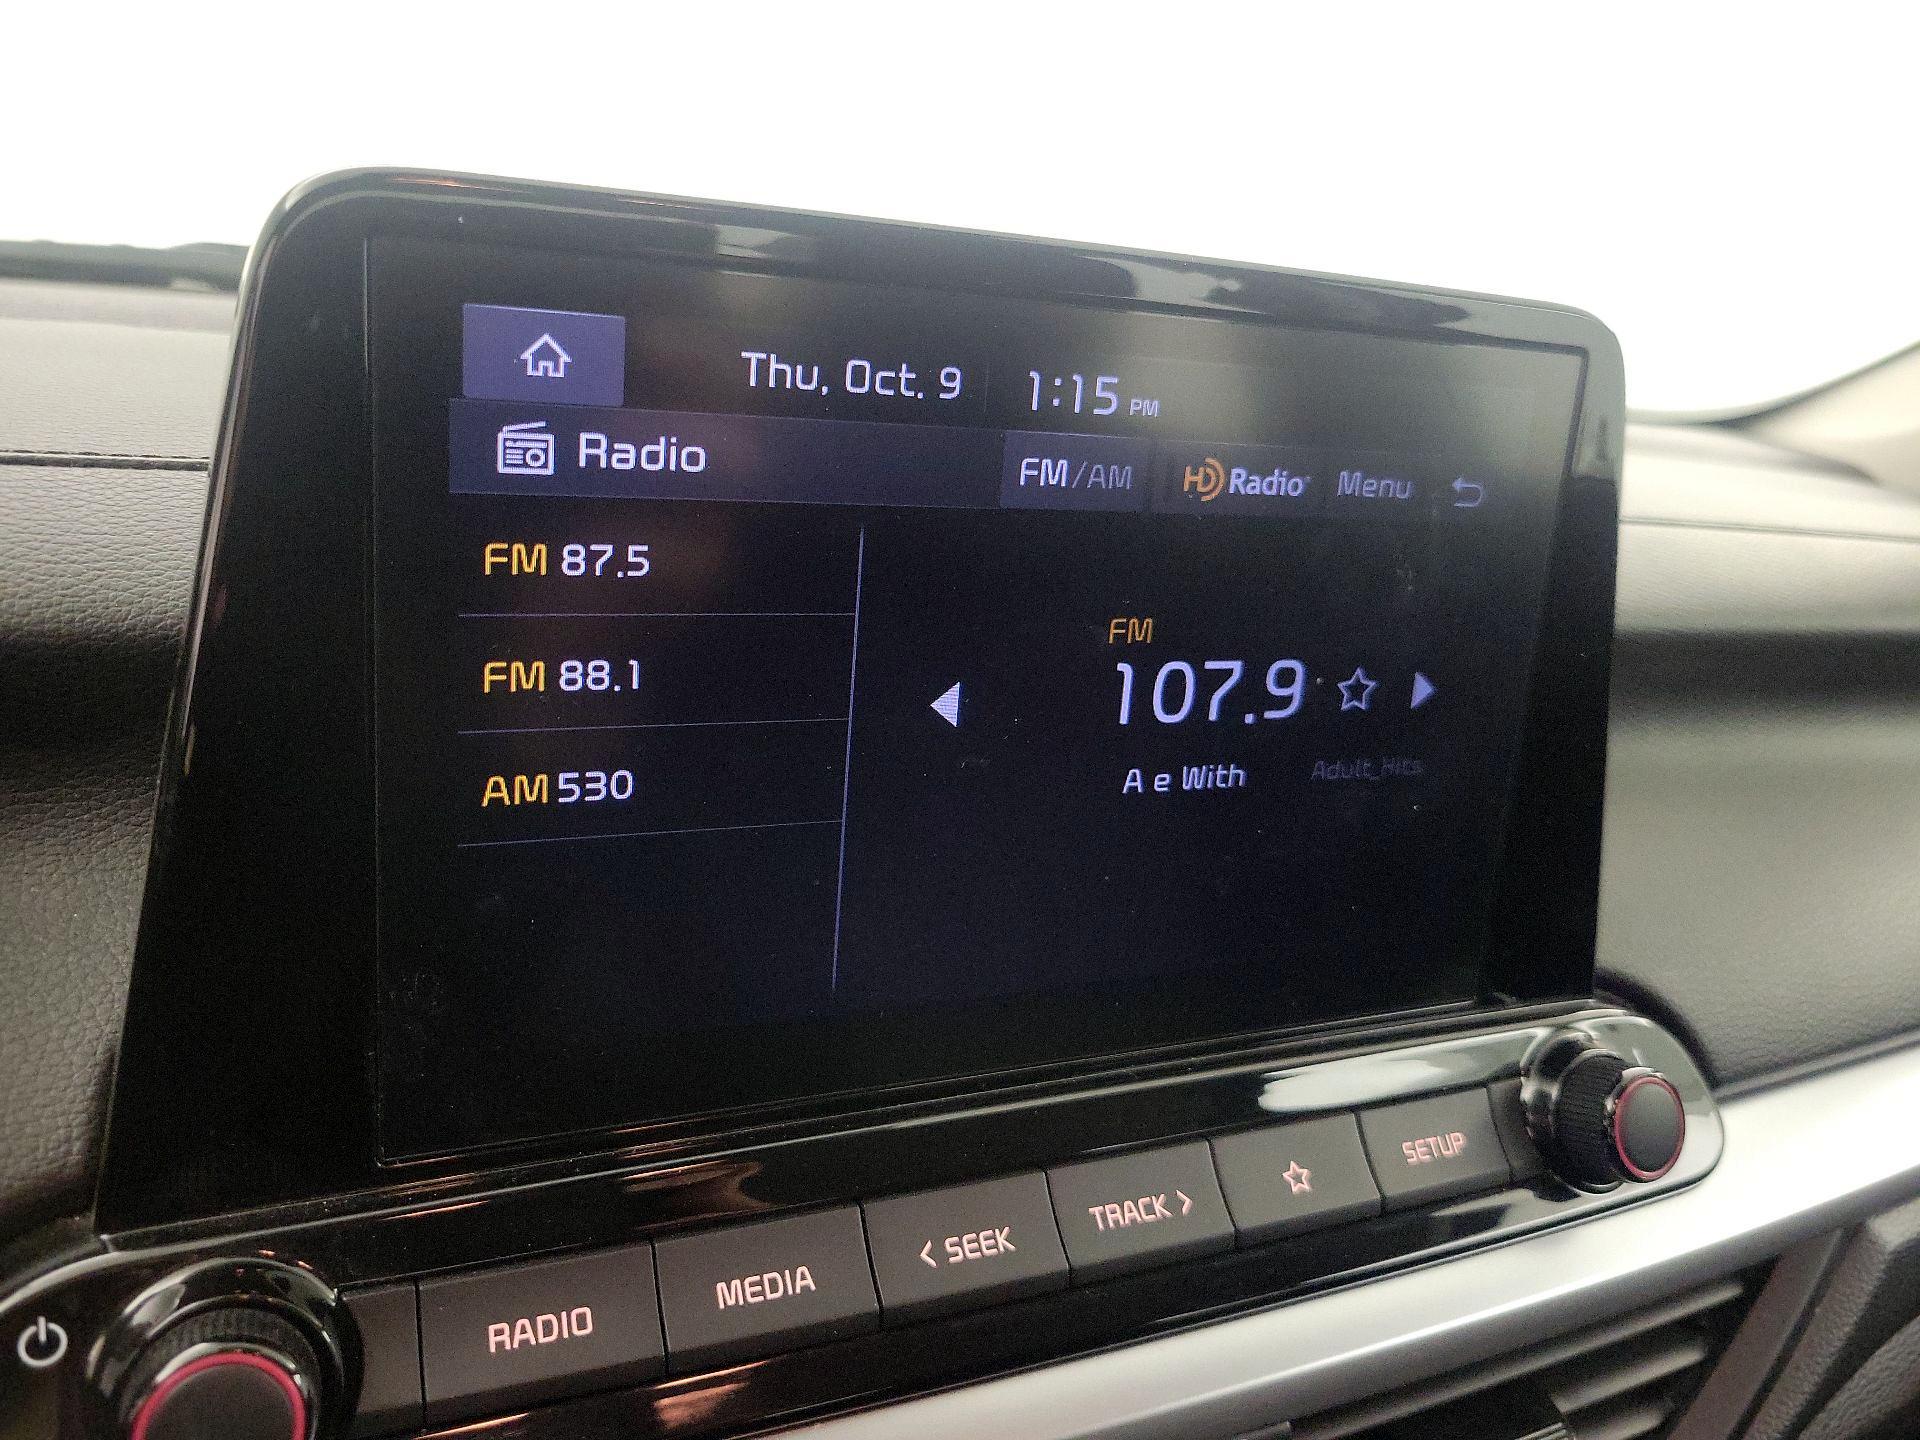 Thu, Oct. 9 1:15 PM
Radio FM/AM HD Radio Menu
FM 87.5
FM 88.1
AM 530
FM
107.9
A e With Adult_Hits
RADIO MEDIA < SEEK TRACK > SETUP